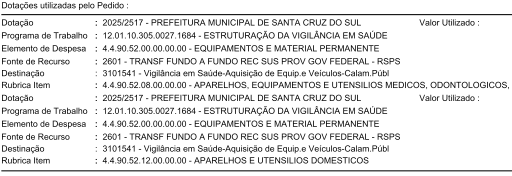 Dotações utilizadas pelo Pedido :
Dotação : 2025/2517 - PREFEITURA MUNICIPAL DE SANTA CRUZ DO SUL Valor Utilizado :
Programa de Trabalho : 12.01.10.305.0027.1684 - ESTRUTURAÇÃO DA VIGILÂNCIA EM SAÚDE
Elemento de Despesa : 4.4.90.52.00.00.00.00 - EQUIPAMENTOS E MATERIAL PERMANENTE
Fonte de Recurso : 2601 - TRANSF FUNDO A FUNDO REC SUS PROV GOV FEDERAL - RSPS
Destinação : 3101541 - Vigilância em Saúde-Aquisição de Equip.e Veículos-Calam.Públ
Rubrica Item : 4.4.90.52.08.00.00.00 - APARELHOS, EQUIPAMENTOS E UTENSILIOS MEDICOS, ODONTOLOGICOS,
Dotação : 2025/2517 - PREFEITURA MUNICIPAL DE SANTA CRUZ DO SUL Valor Utilizado :
Programa de Trabalho : 12.01.10.305.0027.1684 - ESTRUTURAÇÃO DA VIGILÂNCIA EM SAÚDE
Elemento de Despesa : 4.4.90.52.00.00.00.00 - EQUIPAMENTOS E MATERIAL PERMANENTE
Fonte de Recurso : 2601 - TRANSF FUNDO A FUNDO REC SUS PROV GOV FEDERAL - RSPS
Destinação : 3101541 - Vigilância em Saúde-Aquisição de Equip.e Veículos-Calam.Públ
Rubrica Item : 4.4.90.52.12.00.00.00 - APARELHOS E UTENSILIOS DOMESTICOS